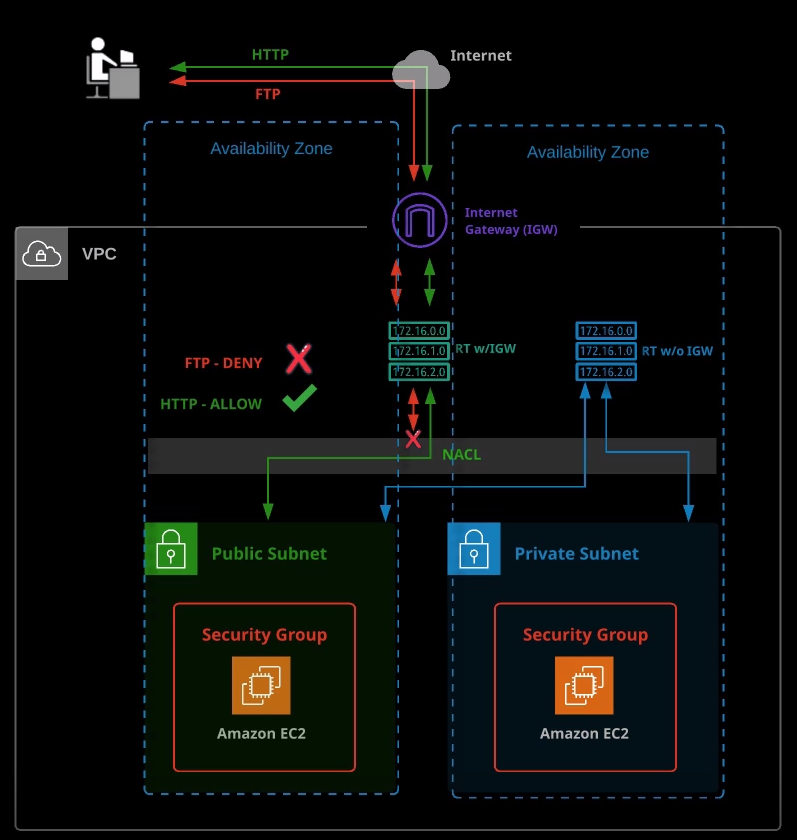 HTTP
Internet
FTP
Availability Zone
Availability Zone
Internet
Gateway (IGW)
VPC
172.16.0.0
172.16.1.0
172.16.2.0
RT w/IGW
172.16.0.0
172.16.1.0
172.16.2.0
RT w/o IGW
FTP - DENY
HTTP - ALLOW
NACL
Public Subnet
Private Subnet
Security Group
Amazon EC2
Security Group
Amazon EC2